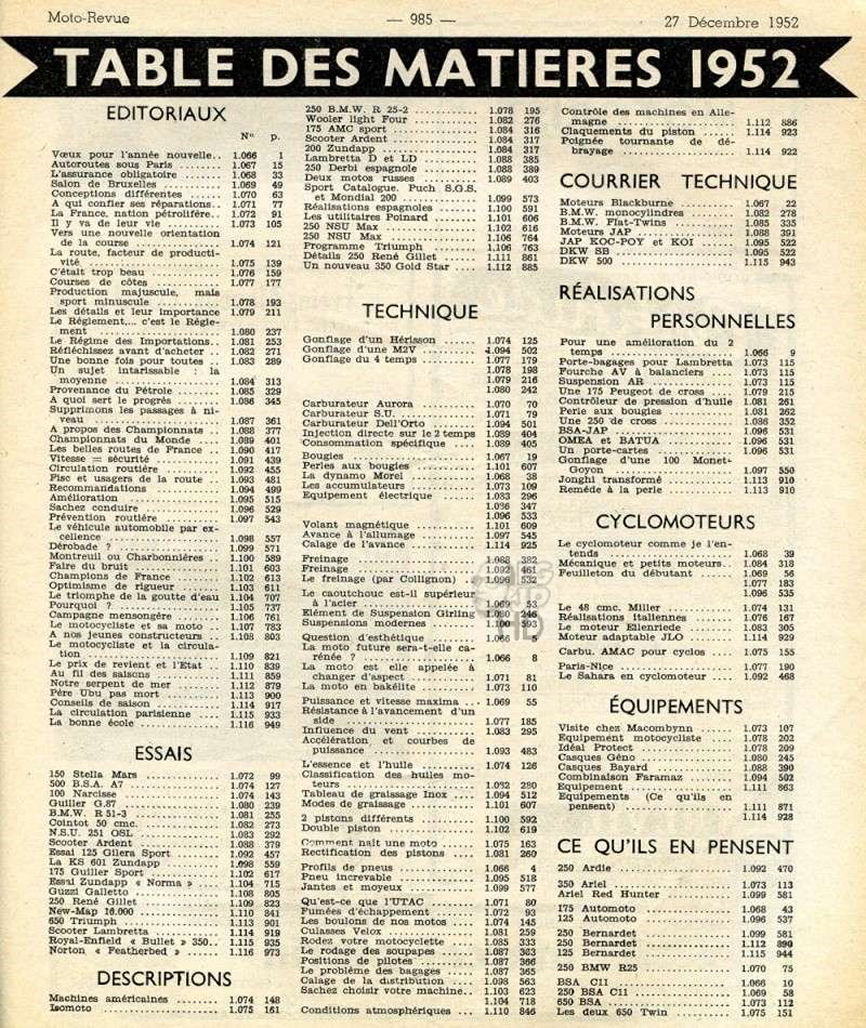 Moto-Revue
— 985 —
27 Décembre 1952
TABLE DES MATIERES 1952
EDITORIAUX
Nº p.
Vœux pour l'année nouvelle.. 1.066 1
Autoroutes sous Paris ........ 1.067 15
L'assurance obligatoire ...... 1.068 33
Salon de Bruxelles ........... 1.069 49
Conceptions différentes ...... 1.070 63
A qui confier ses réparations.. 1.071 77
La France, nation pétrolifère.. 1.072 91
Il y va de leur vie .......... 1.073 105
Vers une nouvelle orientation
de la course ............... 1.074 121
La route, facteur de producti-
vité ....................... 1.075 139
C'était trop beau ............ 1.076 159
Courses de côtes ............. 1.077 177
Production majuscule, mais
sport minuscule ............ 1.078 193
Les détails et leur importance 1.079 211
Le Réglement,... c'est le Régle-
ment ....................... 1.080 237
Le Régime des Importations.. 1.081 253
Réfléchissez avant d'acheter .. 1.082 271
Une bonne fois pour toutes .. 1.083 289
Un sujet intarissable la
moyenne .................... 1.084 313
Provenance du Pétrole ........ 1.085 329
A quoi sert le progrès ....... 1.086 345
Supprimons les passages à ni-
veau ....................... 1.087 361
A propos des Championnats .. 1.088 377
Championnats du Monde ...... 1.089 401
Les belles routes de France .. 1.090 417
Vitesse = sécurité ........... 1.091 439
Circulation routière ......... 1.092 455
Fisc et usagers de la route .. 1.093 481
Recommandations .............. 1.094 499
Amélioration ................. 1.095 515
Sachez conduire .............. 1.096 529
Prévention routière .......... 1.097 543
Le véhicule automobile par ex-
cellence ................... 1.098 557
Dérobade ? ................... 1.099 571
Montreuil ou Charbonnières .. 1.100 589
Faire du bruit ............... 1.101 603
Champions de France .......... 1.102 613
Optimisme de rigueur ......... 1.103 611
Le triomphe de la goutte d'eau 1.104 707
Pourquoi ? ................... 1.105 737
Campagne mensongère .......... 1.106 761
Le motocycliste et sa moto .. 1.107 783
A nos jeunes constructeurs .. 1.108 803
Le motocycliste et la circula-
tion ....................... 1.109 821
Le prix de revient et l'Etat .. 1.110 839
Au fil des saisons ........... 1.111 859
Notre serpent de mer ......... 1.112 879
Père Ubu pas mort ............ 1.113 900
Conseils de saison ........... 1.114 917
La circulation parisienne .... 1.115 933
La bonne école ............... 1.116 949
ESSAIS
150 Stella Mars .............. 1.072 99
500 B.S.A. A7 ................ 1.074 127
100 Narcisse ................. 1.074 143
Guiller G.87 ................. 1.080 239
B.M.W. R 51-3 ................ 1.081 255
Cointot 50 cmc. .............. 1.082 273
N.S.U. 251 OSL ............... 1.083 292
Scooter Ardent ............... 1.088 379
Essai 125 Gilera Sport ....... 1.092 457
La KS 601 Zundapp ............ 1.098 559
175 Guiller Sport ............ 1.102 617
Essai Zundapp « Norma » .... 1.104 715
Guzzi Galletto ............... 1.108 805
250 René Gillet .............. 1.109 823
New-Map 16.000 ............... 1.110 841
650 Triumph .................. 1.113 901
Scooter Lambretta ............ 1.114 919
Royal-Enfield « Bullet » 350.. 1.115 935
Norton « Featherbed » ........ 1.116 973
DESCRIPTIONS
Machines américaines ......... 1.074 148
Isomoto ...................... 1.075 161
250 B.M.W. R 25-2 ............ 1.078 195
Wooler light Four ............ 1.082 276
175 AMC sport ................ 1.084 316
Scooter Ardent ............... 1.084 317
200 Zundapp .................. 1.084 317
Lambretta D et LD ............ 1.088 385
250 Derbi espagnole .......... 1.088 389
Deux motos russes ............ 1.089 403
Sport Catalogue. Puch S.G.S.
et Mondial 200 ............. 1.099 573
Réalisations espagnoles ...... 1.100 591
Les utilitaires Poinard ...... 1.101 606
250 NSU Max .................. 1.102 616
250 NSU Max .................. 1.106 764
Programme Triumph ............ 1.106 763
Détails 250 René Gillet ...... 1.111 861
Un nouveau 350 Gold Star .... 1.112 885
TECHNIQUE
Gonflage d'un Hérisson ...... 1.074 125
Gonflage d'une M2V ........... 1.094 502
Gonflage du 4 temps .......... 1.077 179
1.078 198
1.079 216
1.080 242
Carburateur Aurora ........... 1.070 70
Carburateur S.U. ............. 1.071 79
Carburateur Dell'Orto ........ 1.094 501
Injection directe sur le 2 temps 1.089 404
Consommation spécifique .... 1.089 405
Bougies ...................... 1.067 19
Perles aux bougies ........... 1.101 607
La dynamo Morel .............. 1.068 38
Les accumulateurs ............ 1.073 109
Equipement électrique ........ 1.083 296
347
1.096 533
Volant magnétique ............ 1.101 609
Avance à l'allumage .......... 1.097 545
Calage de l'avance ........... 1.114 925
Freinage ..................... 1.088 382
Freinage ..................... 1.092 461
Le freinage (par Collignon) .. 1.096 532
Le caoutchouc est-il supérieur
à l'acier .................. 1.069 53
Elément de Suspension Girling 246
Suspensions modernes ......... 593
Question d'esthétique ........ 1.066
La moto future sera-t-elle ca-
rénée ? .................... 1.066 8
La moto est elle appelée à
changer d'aspect ........... 1.071 81
La moto en bakélite .......... 1.073 110
Puissance et vitesse maxima .. 1.069 55
Résistance à l'avancement d'un
side ....................... 1.077 185
Influence du vent ............ 1.083 295
Accélération et courbes de
puissance .................. 1.093 483
L'essence et l'huile ......... 1.074 126
Classification des huiles mo-
teurs ...................... 1.082 280
Tableau de graissage Inox .... 1.094 512
Modes de graissage ........... 1.101 607
2 pistons différents ......... 1.100 592
Double piston ................ 1.102 619
Comment naît une moto ...... 1.075 163
Rectification des pistons .... 1.081 260
Profils de pneus ............. 1.066 4
Pneu increvable .............. 1.095 518
Jantes et moyeux ............. 1.099 577
Qu'est-ce que l'UTAC ........ 1.071 80
Fumées d'échappement ........ 1.072 93
Les boulons de nos motos .... 1.074 145
Culasses Velox ............... 1.081 259
Rodez votre motocyclette .... 1.085 333
Le rodage des soupapes ...... 1.087 363
Positions de pilotes ......... 1.087 366
Le problème des bagages .... 1.087 365
Calage de la distribution .... 1.098 563
Sachez choisir votre machine.. 1.103 623
1.104 718
Conditions atmosphériques .... 1.110 846
Contrôle des machines en Alle-
magne ...................... 1.112 886
Claquements du piston ........ 1.114 923
Poignée tournante de dé-
brayage .................... 1.114 922
COURRIER TECHNIQUE
Moteurs Blackburne ........... 1.067 22
B.M.W. monocylindres ......... 1.082 278
B.M.W. Flat-Twins ............ 1.085 335
Moteurs JAP .................. 1.088 391
JAP KOC-POY et KOI ........... 1.095 522
DKW SB ....................... 1.095 522
DKW 500 ...................... 1.115 943
RÉALISATIONS
PERSONNELLES
Pour une amélioration du 2
temps ...................... 1.066 9
Porte-bagages pour Lambretta 1.073 115
Fourche AV à balanciers .... 1.073 115
Suspension AR ................ 1.073 115
Une 175 Peugeot de cross .... 1.079 215
Contrôleur de pression d'huile 1.081 261
Perle aux bougies ............ 1.081 262
Une 250 de cross ............. 1.086 352
BSA-JAP ...................... 1.096 531
OMEA et BATUA ................ 1.096 531
Un porte-cartes .............. 1.096 531
Gonflage d'une 100 Monet-
Goyon ...................... 1.097 550
Jonghi transformé ............ 1.113 910
Remède à la perle ............ 1.113 910
CYCLOMOTEURS
Le cyclomoteur comme je l'en-
tends ...................... 1.068 39
Mécanique et petits moteurs.. 1.084 318
Feuilleton du débutant ...... 1.069 56
1.077 183
1.096 535
Le 48 cmc. Miller ............ 1.074 131
Réalisations italiennes ...... 1.076 167
Le moteur Ellenriede ......... 1.083 305
Moteur adaptable JLO ........ 1.114 929
Carbu. AMAC pour cyclos .... 1.075 155
Paris-Nice ................... 1.077 190
Le Sahara en cyclomoteur .... 1.092 468
ÉQUIPEMENTS
Visite chez Macombynn ...... 1.073 107
Equipement motocycliste .... 1.078 202
Idéal Protect ................ 1.078 209
Casques Géno ................. 1.080 245
Casques Bayard ............... 1.088 390
Combinaison Faramaz .......... 1.094 502
Equipement ................... 1.111 863
Equipements (Ce qu'ils en
pensent) ................... 1.111 871
1.114 928
CE QU'ILS EN PENSENT
250 Ardie .................... 1.092 470
350 Ariel .................... 1.073 113
Ariel Red Hunter ............. 1.099 581
175 Automoto ................. 1.068 43
125 Automoto ................. 1.096 537
250 Bernardet ................ 1.099 581
250 Bernardet ................ 1.112 890
125 Bernardet ................ 1.115 944
250 BMW R25 .................. 1.070 75
BSA C11 ...................... 1.066 10
250 BSA C11 .................. 1.069 58
650 BSA ...................... 1.073 112
Les deux 650 Twin ............ 1.075 151